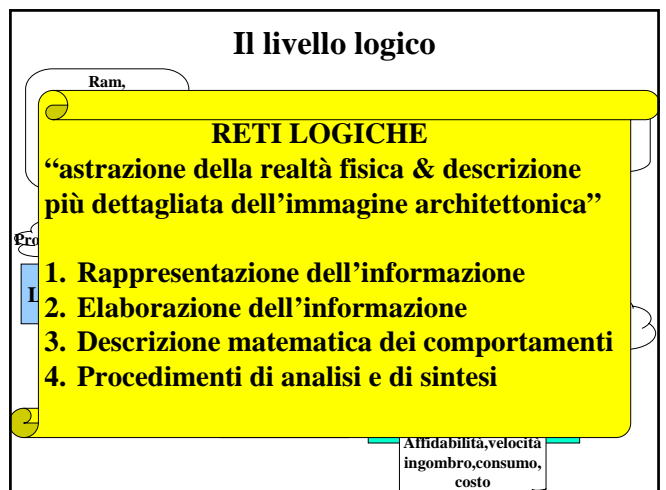 Il livello logico
Ram,
RETI LOGICHE
“astrazione della realtà fisica & descrizione
più dettagliata dell’immagine architettonica”
1. Rappresentazione dell’informazione
2. Elaborazione dell’informazione
3. Descrizione matematica dei comportamenti
4. Procedimenti di analisi e di sintesi
Affidabilità,velocità
ingombro,consumo,
costo